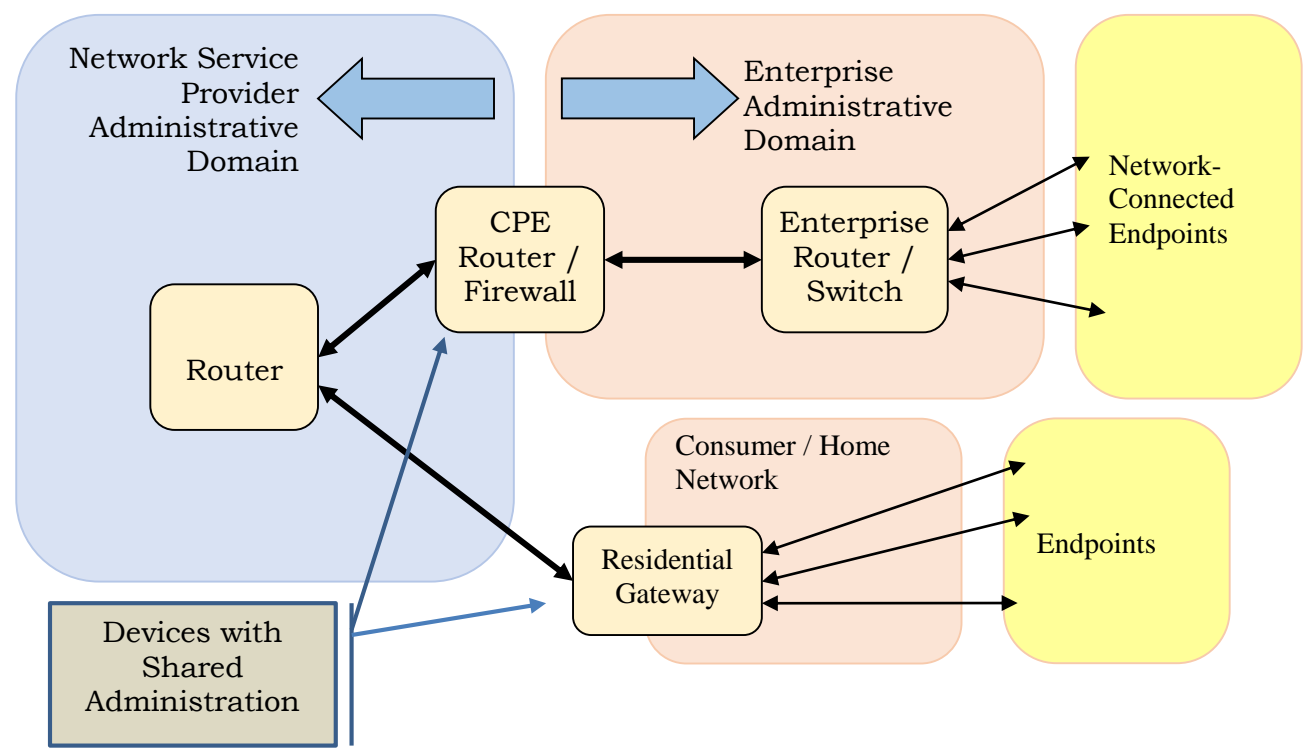 Network Service
Provider
Administrative
Domain
Enterprise
Administrative
Domain
Network-
Connected
Endpoints
CPE
Router /
Firewall
Enterprise
Router /
Switch
Router
Consumer / Home
Network
Residential
Gateway
Endpoints
Devices with
Shared
Administration